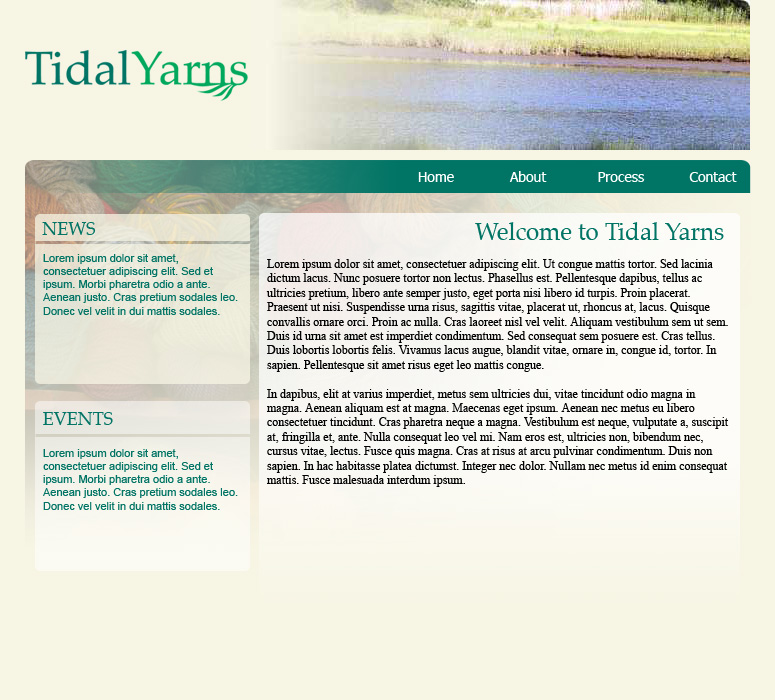 TidalYarns
Home About Process Contact
NEWS
Lorem ipsum dolor sit amet,
consectetuer adipiscing elit. Sed et
ipsum. Morbi pharetra odio a ante.
Aenean justo. Cras pretium sodales leo.
Donec vel velit in dui mattis sodales.
EVENTS
Lorem ipsum dolor sit amet,
consectetuer adipiscing elit. Sed et
ipsum. Morbi pharetra odio a ante.
Aenean justo. Cras pretium sodales leo.
Donec vel velit in dui mattis sodales.
Welcome to Tidal Yarns
Lorem ipsum dolor sit amet, consectetuer adipiscing elit. Ut congue mattis tortor. Sed lacinia
dictum lacus. Nunc posuere tortor non lectus. Phasellus est. Pellentesque dapibus, tellus ac
ultricies pretium, libero ante semper justo, eget porta nisi libero id turpis. Proin placerat.
Praesent ut nisi. Suspendisse urna risus, sagittis vitae, placerat ut, rhoncus at, lacus. Quisque
convallis ornare orci. Proin ac nulla. Cras laoreet nisl vel velit. Aliquam vestibulum sem ut sem.
Duis id urna sit amet est imperdiet condimentum. Sed consequat sem posuere est. Cras tellus.
Duis lobortis lobortis felis. Vivamus lacus augue, blandit vitae, ornare in, congue id, tortor. In
sapien. Pellentesque sit amet risus eget leo mattis congue.
In dapibus, elit at varius imperdiet, metus sem ultricies dui, vitae tincidunt odio magna in
magna. Aenean aliquam est at magna. Maecenas eget ipsum. Aenean nec metus eu libero
consectetuer tincidunt. Cras pharetra neque a magna. Vestibulum est neque, vulputate a, suscipit
at, fringilla et, ante. Nulla consequat leo vel mi. Nam eros est, ultricies non, bibendum nec,
cursus vitae, lectus. Fusce quis magna. Cras at risus at arcu pulvinar condimentum. Duis non
sapien. In hac habitasse platea dictumst. Integer nec dolor. Nullam nec metus id enim consequat
mattis. Fusce malesuada interdum ipsum.